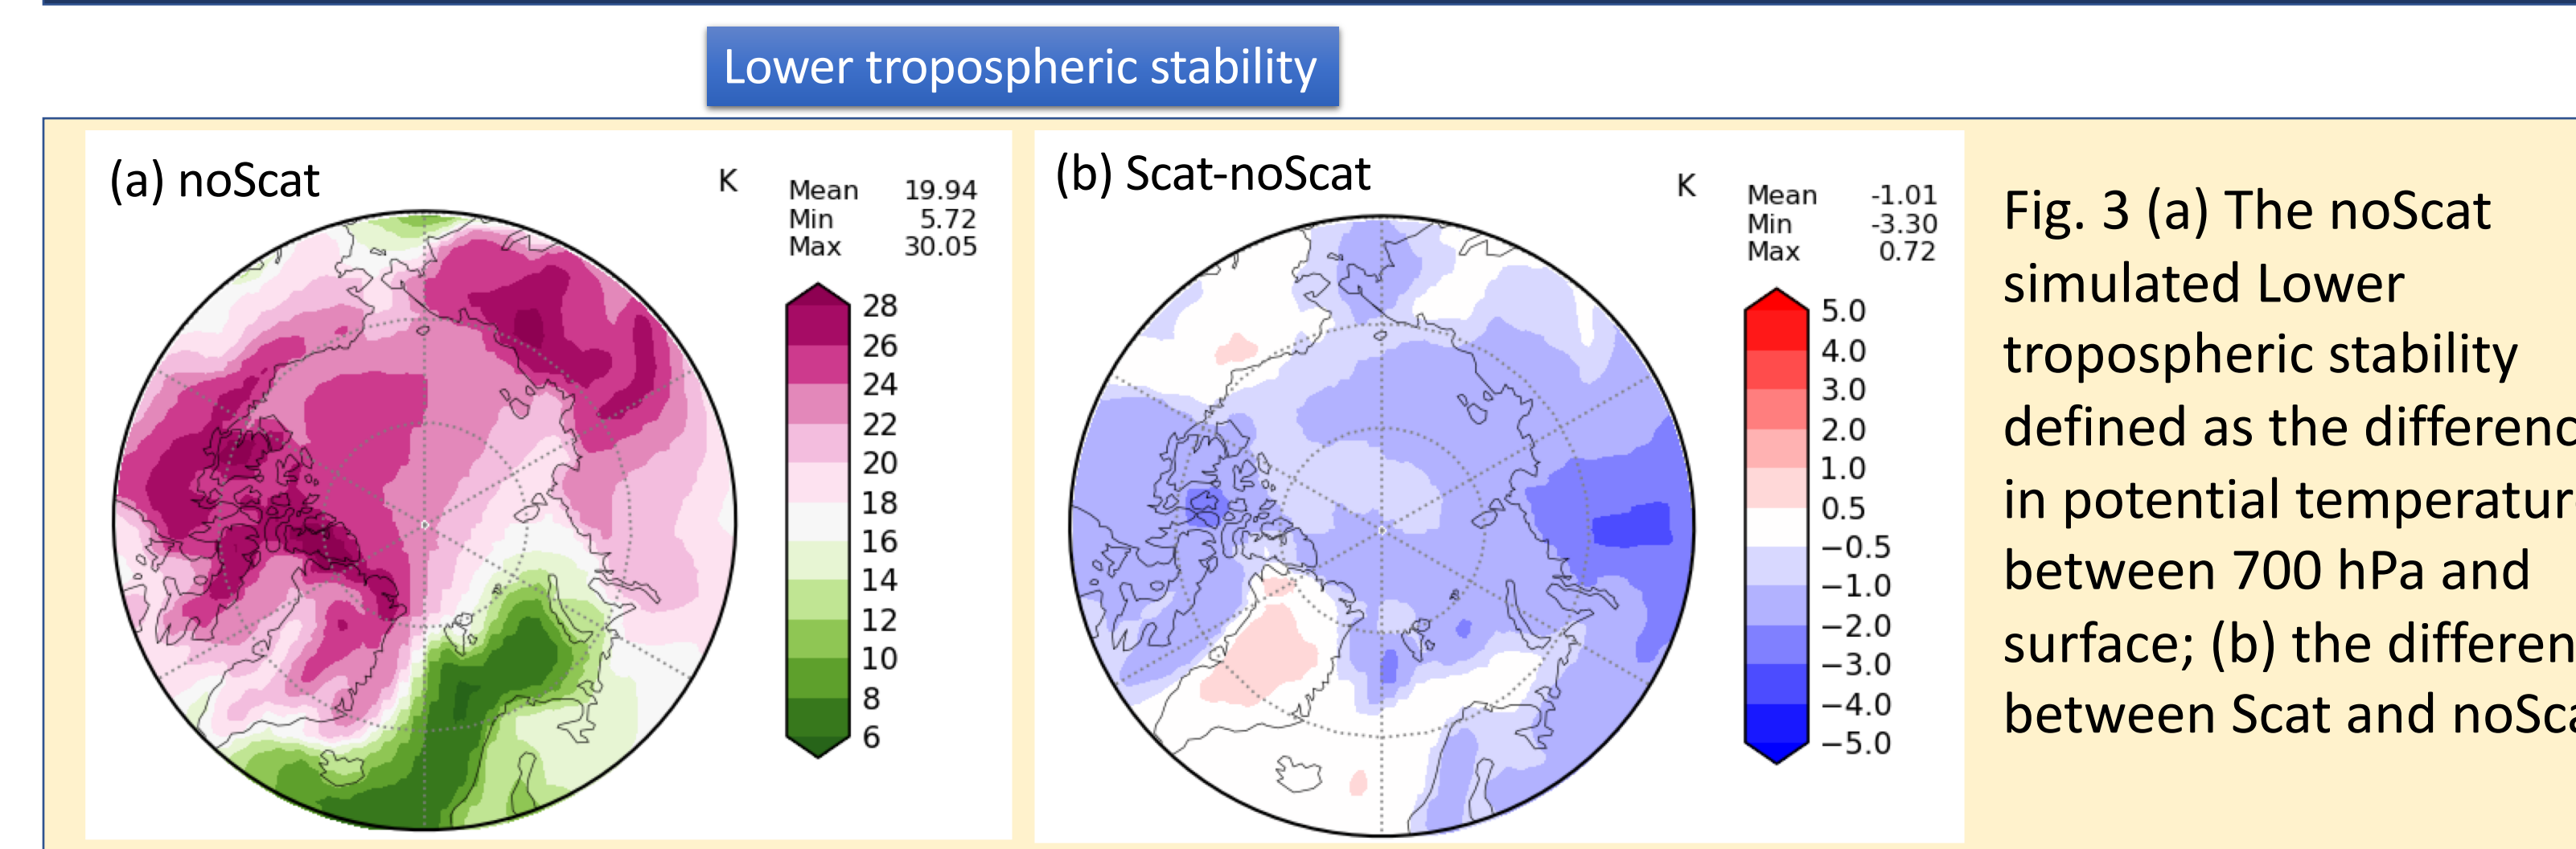 Lower tropospheric stability
(a) noScat
K
Mean 19.94
Min 5.72
Max 30.05
28
26
24
22
20
18
16
14
12
10
8
6
(b) Scat-noScat
K
Mean -1.01
Min -3.30
Max 0.72
5.0
4.0
3.0
2.0
1.0
0.5
−0.5
−1.0
−2.0
−3.0
−4.0
−5.0
Fig. 3 (a) The noScat
simulated Lower
tropospheric stability
defined as the differenc
in potential temperatur
between 700 hPa and
surface; (b) the differen
between Scat and noSc